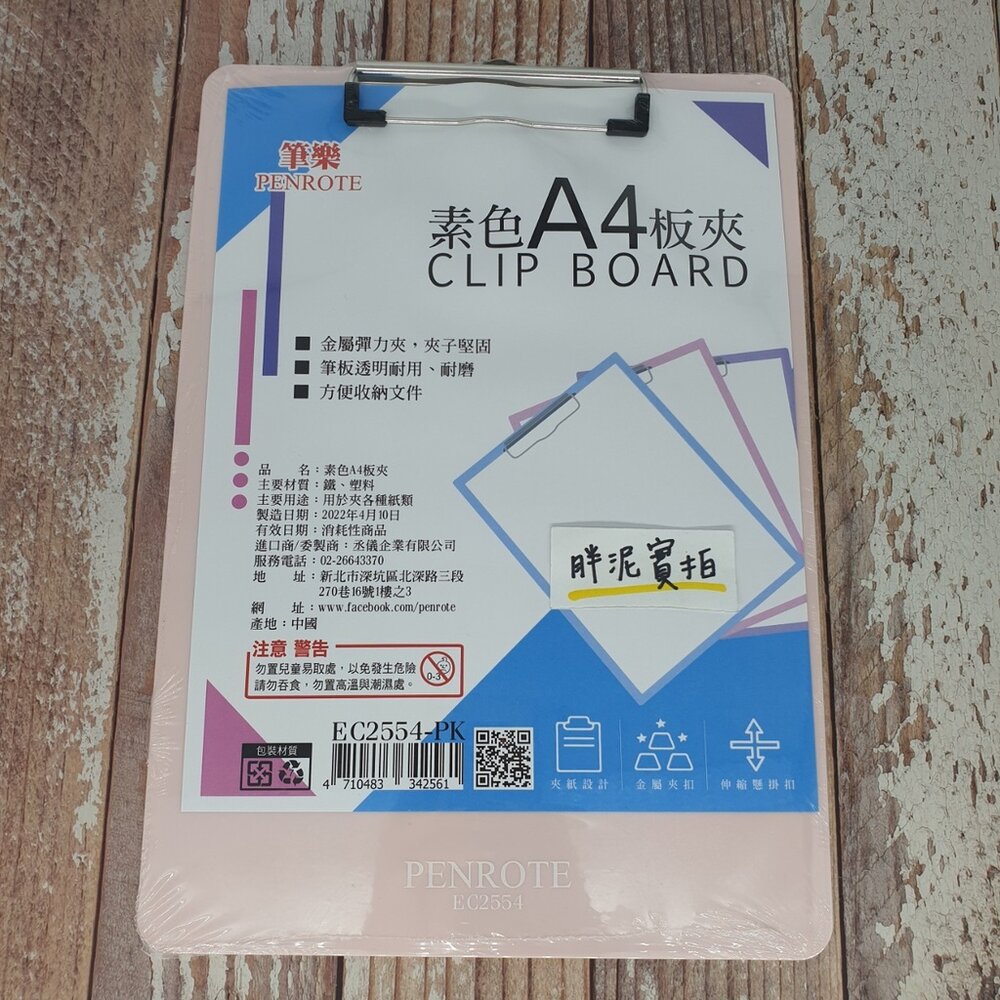 筆樂
PENROTE
素色A4板夾
CLIP BOARD
■ 金屬彈力夾，夾子堅固
■ 筆板透明耐用、耐磨
■ 方便收納文件
品　　名：素色A4板夾
主要材質：鐵、塑料
主要用途：用於夾各種紙類
製造日期：2022年4月10日
有效日期：消耗性商品
進口商/委製商：丞儀企業有限公司
服務電話：02-26643370
地　　址：新北市深坑區北深路三段
270巷16號1樓之3
網　　址：www.facebook.com/penrote
產地：中國
胖泥實拍
注意 警告
勿置兒童易取處，以免發生危險
請勿吞食，勿置高溫與潮濕處。
0-3
EC2554-PK
包裝材質
4 710483 342561
夾紙設計
金屬夾扣
伸縮懸掛扣
PENROTE
EC2554